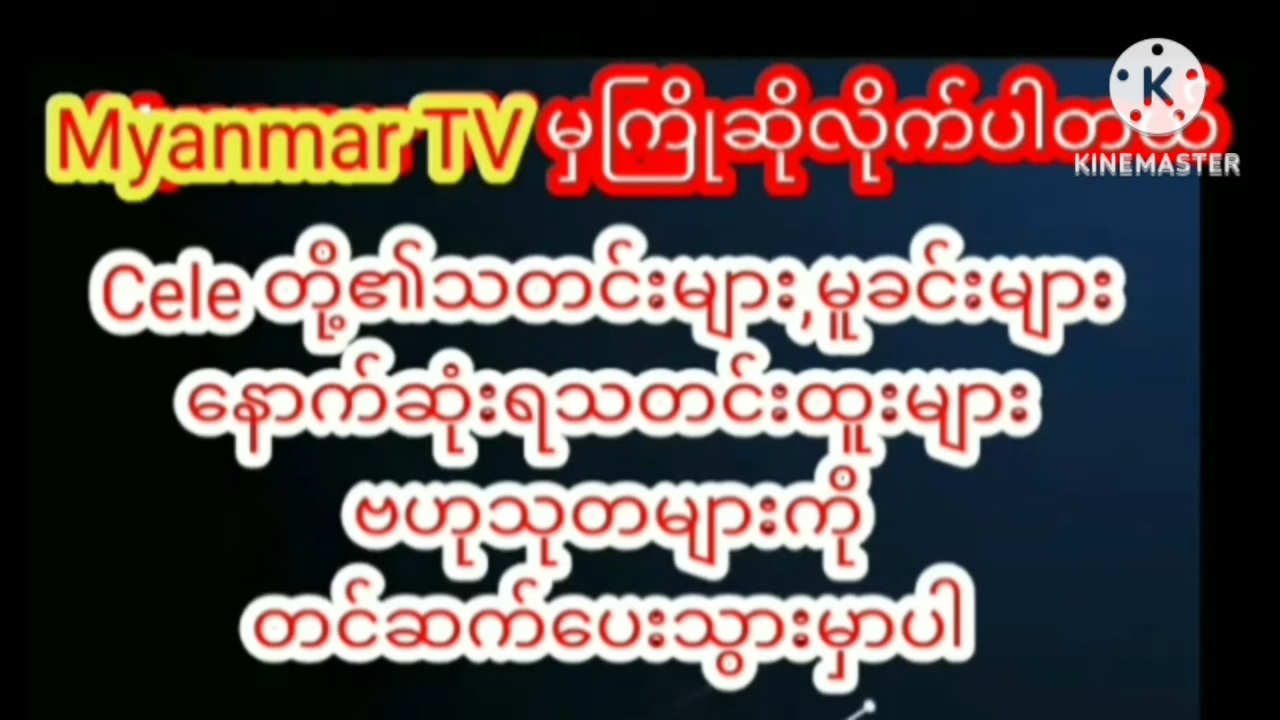 Myanmar TV မှကြိုဆိုလိုက်ပါတယ်
KINEMASTER
Cele တို့၏သတင်းများ,မူခင်းများ
နောက်ဆုံးရသတင်းထူးများ
ဗဟုသုတများကို
တင်ဆက်ပေးသွားမှာပါ